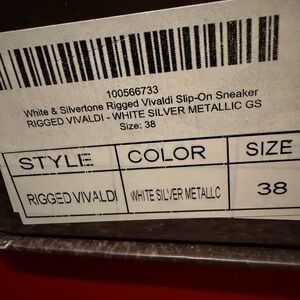 100566733
White & Silvertone Rigged Vivaldi Slip-On Sneaker
RIGGED VIVALDI - WHITE SILVER METALLIC GS
Size: 38
STYLE COLOR SIZE
RIGGED VIVALDI WHITE SILVER METALLC 38